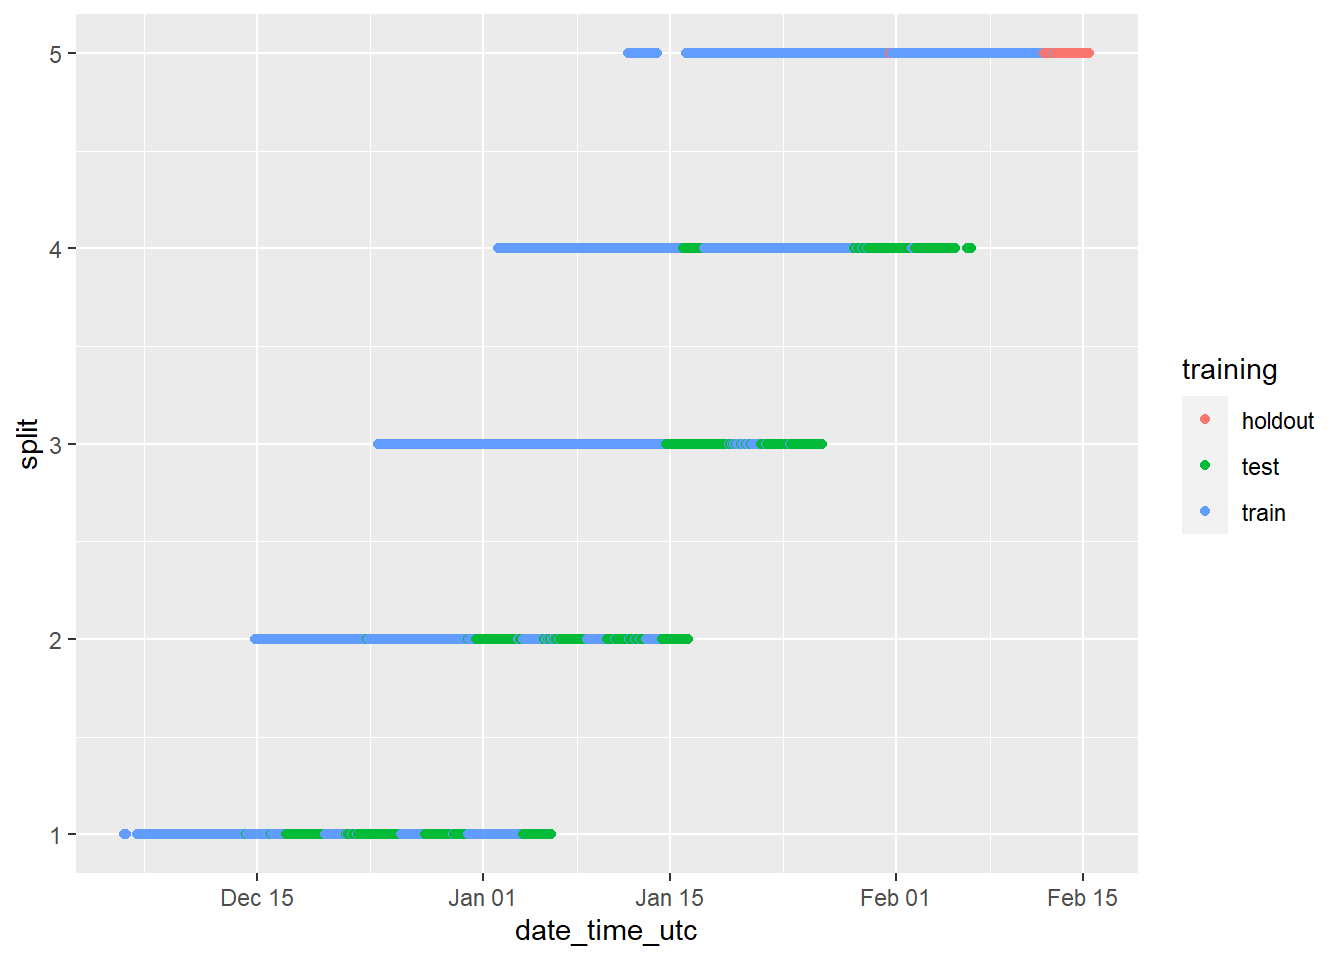 5
4
3
2
1
split
Dec 15
Jan 01
Jan 15
Feb 01
Feb 15
date_time_utc
training
holdout
test
train